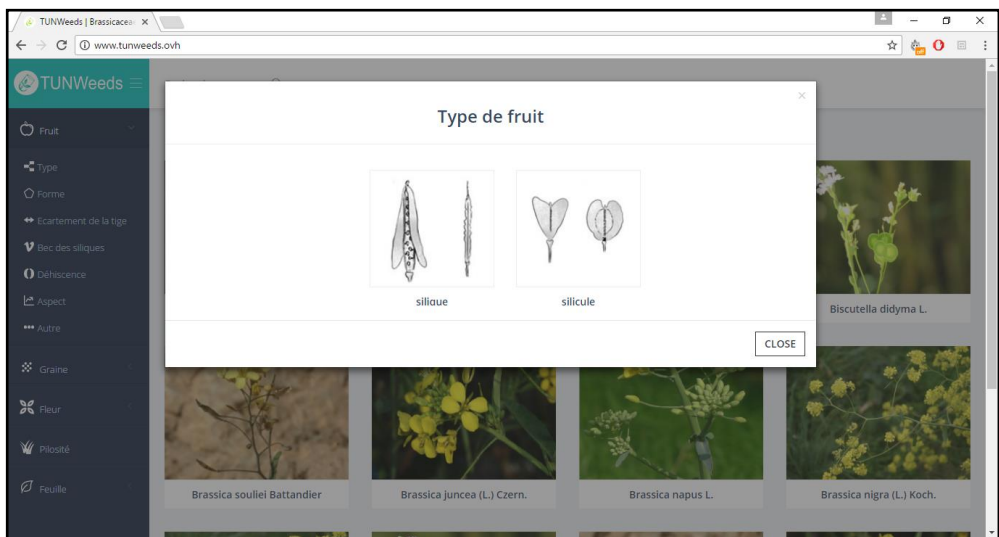 TUNWeeds | Brassicaceae
www.tunweeds.ovh
TUNWeeds
Fruit
Type
Forme
Ecartement de la tige
Bec des siliques
Déhiscence
Aspect
Autre
Graine
Fleur
Pilosité
Feuille
Type de fruit
silique
silicule
CLOSE
Biscutella didyma L.
Brassica souliei Battandier
Brassica juncea (L.) Czern.
Brassica napus L.
Brassica nigra (L.) Koch.